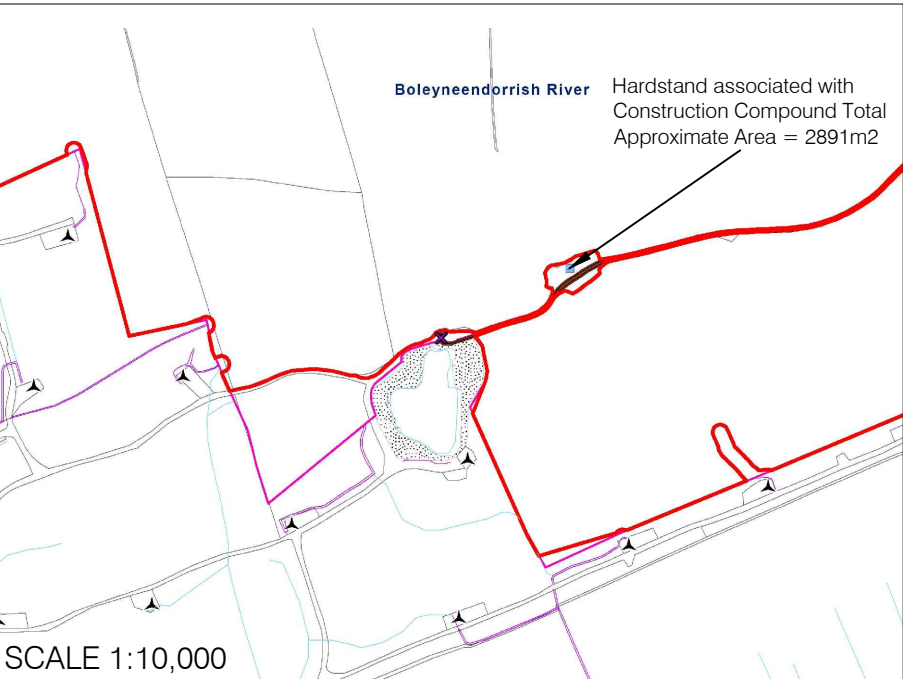 Boleyneendorrish River
Hardstand associated with
Construction Compound Total
Approximate Area = 2891m2
SCALE 1:10,000